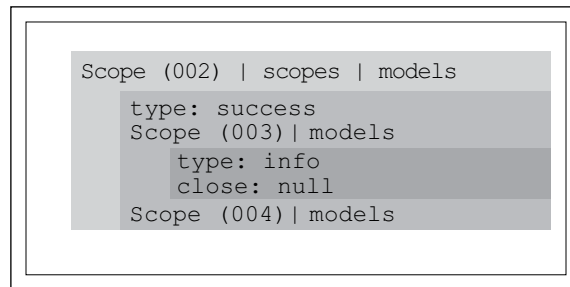 Scope (002) | scopes | models
type: success
Scope (003)| models
type: info
close: null
Scope (004)| models